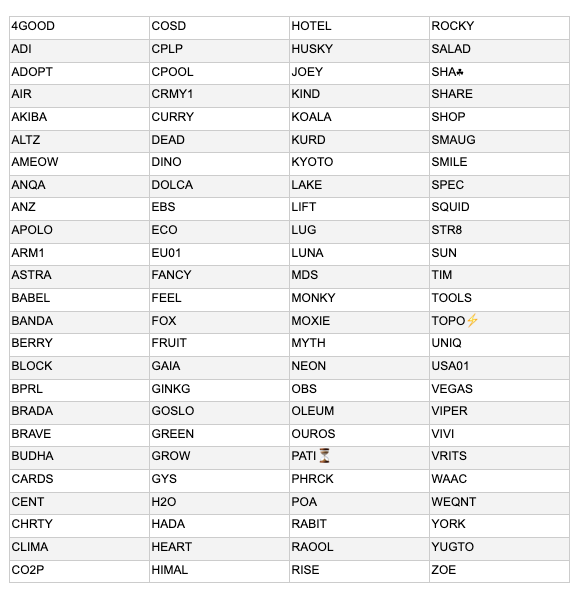 4GOOD COSD HOTEL ROCKY
ADI CPLP HUSKY SALAD
ADOPT CPOOL JOEY SHA☘
AIR CRMY1 KIND SHARE
AKIBA CURRY KOALA SHOP
ALTZ DEAD KURD SMAUG
AMEOW DINO KYOTO SMILE
ANQA DOLCA LAKE SPEC
ANZ EBS LIFT SQUID
APOLO ECO LUG STR8
ARM1 EU01 LUNA SUN
ASTRA FANCY MDS TIM
BABEL FEEL MONKY TOOLS
BANDA FOX MOXIE TOPO⚡
BERRY FRUIT MYTH UNIQ
BLOCK GAIA NEON USA01
BPRL GINKG OBS VEGAS
BRADA GOSLO OLEUM VIPER
BRAVE GREEN OUROS VIVI
BUDHA GROW PATI⏳ VRITS
CARDS GYS PHRCK WAAC
CENT H2O POA WEQNT
CHRTY HADA RABIT YORK
CLIMA HEART RAOOL YUGTO
CO2P HIMAL RISE ZOE